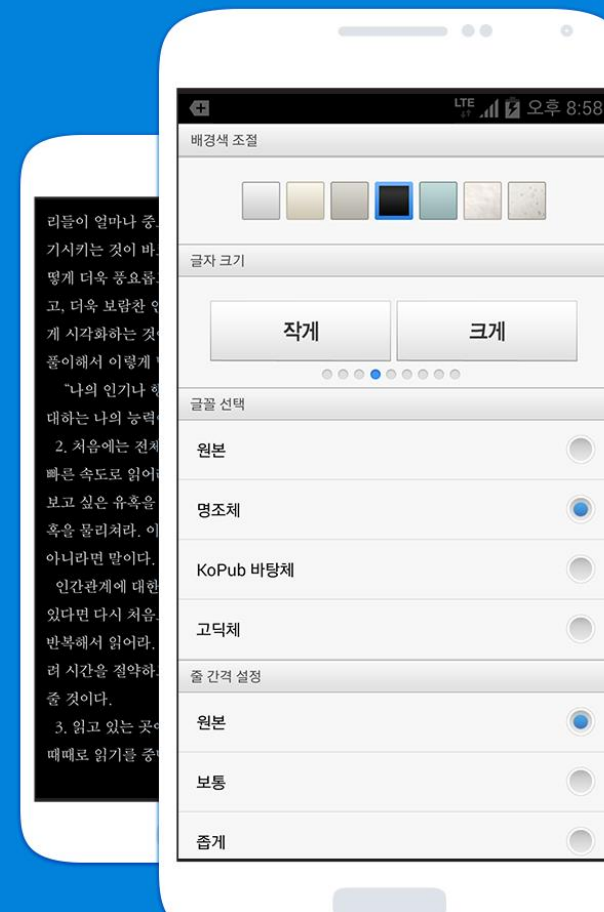 리들이 얼마나 중
기시키는 것이 바
떻게 더욱 풍요롭
고, 더욱 보람찬
게 시각화하는 것
풀이해서 이렇게
“나의 인기나
대하는 나의 능력
2. 처음에는 전체
빠른 속도로 읽어
보고 싶은 유혹을
혹을 물리쳐라. 이
아니라면 말이다.
인간관계에 대한
있다면 다시 처음
반복해서 읽어라.
려 시간을 절약하
줄 것이다.
3. 읽고 있는 곳
때때로 읽기를 중
LTE 오후 8:58
배경색 조절
글자 크기
작게 크게
글꼴 선택
원본
명조체
KoPub 바탕체
고딕체
줄 간격 설정
원본
보통
좁게